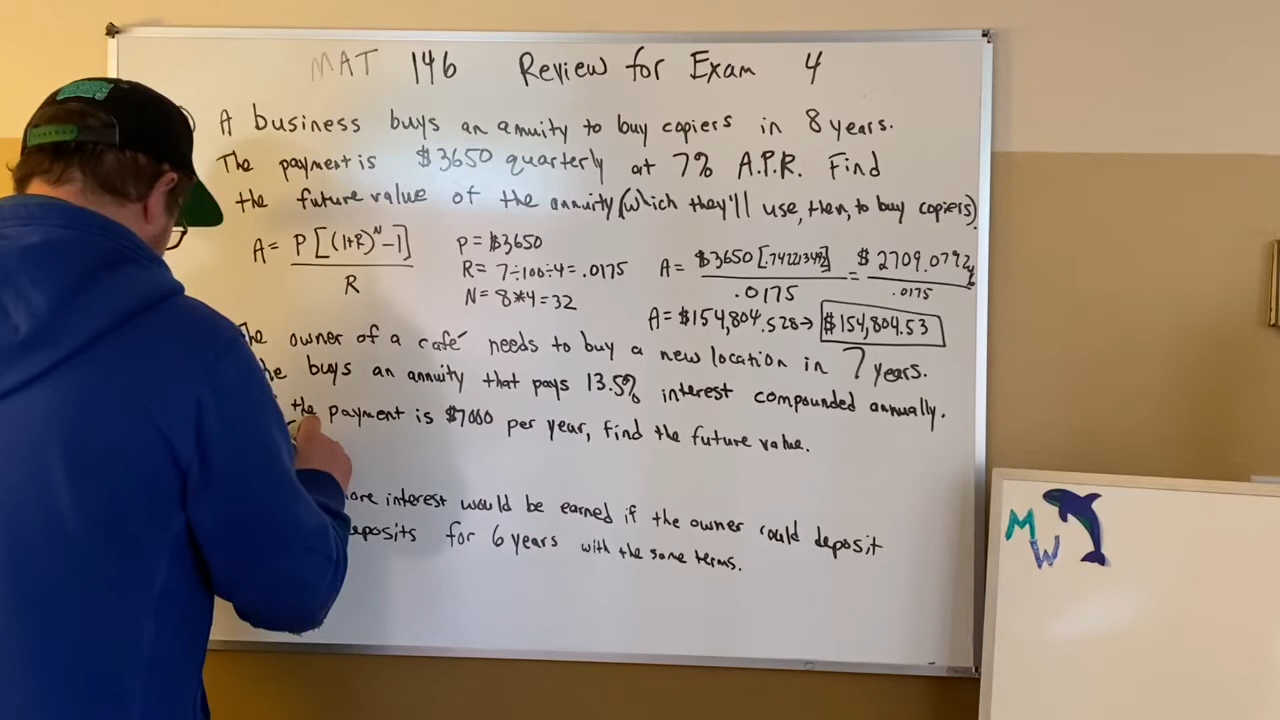 MAT 146 Review for Exam 4
A business buys an annuity to buy copiers in 8 years.
The payment is $3650 quarterly at 7% A.P.R. Find
the future value of the annuity (which they'll use, then, to buy copiers).
A = P[(1+R)^N - 1] / R
P = $3650
R = 7÷100÷4 = .0175
N = 8*4 = 32
A = $3650[.742213492] / .0175 = $2709.07924 / .0175
A = $154,804.528 → $154,804.53
The owner of a café needs to buy a new location in 7 years.
buys an annuity that pays 13.5% interest compounded annually.
the payment is $7000 per year, find the future value.
interest would be earned if the owner could deposit
for 6 years with the same terms.
MW